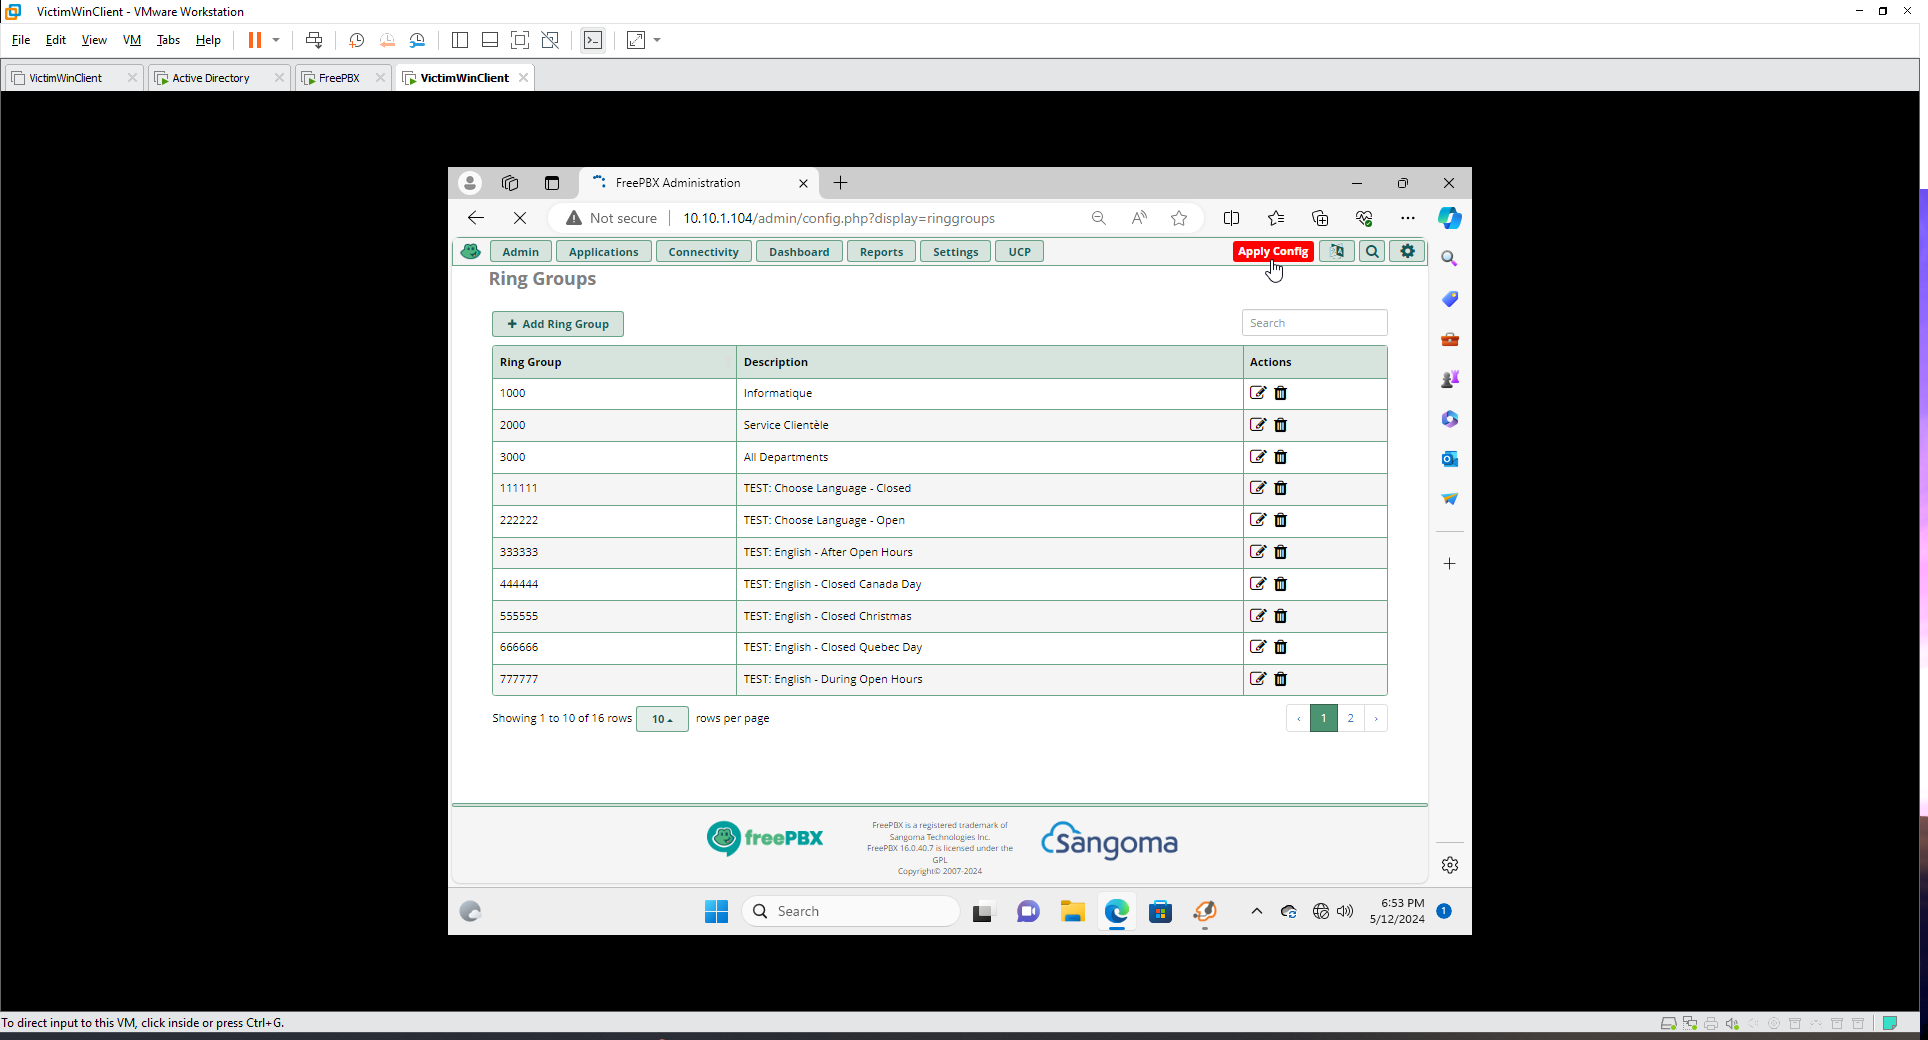 VictimWinClient - VMware Workstation
File Edit View VM Tabs Help
VictimWinClient Active Directory FreePBX VictimWinClient
FreePBX Administration
Not secure 10.10.1.104/admin/config.php?display=ringgroups
Admin Applications Connectivity Dashboard Reports Settings UCP Apply Config
Ring Groups
Add Ring Group Search
Ring Group Description Actions
1000 Informatique
2000 Service Clientèle
3000 All Departments
111111 TEST: Choose Language - Closed
222222 TEST: Choose Language - Open
333333 TEST: English - After Open Hours
444444 TEST: English - Closed Canada Day
555555 TEST: English - Closed Christmas
666666 TEST: English - Closed Quebec Day
777777 TEST: English - During Open Hours
Showing 1 to 10 of 16 rows 10 rows per page ‹ 1 2 ›
freePBX
FreePBX is a registered trademark of
Sangoma Technologies Inc.
FreePBX 16.0.40.7 is licensed under the
GPL
Copyright© 2007-2024
Sangoma
Search
6:53 PM
5/12/2024
1
To direct input to this VM, click inside or press Ctrl+G.